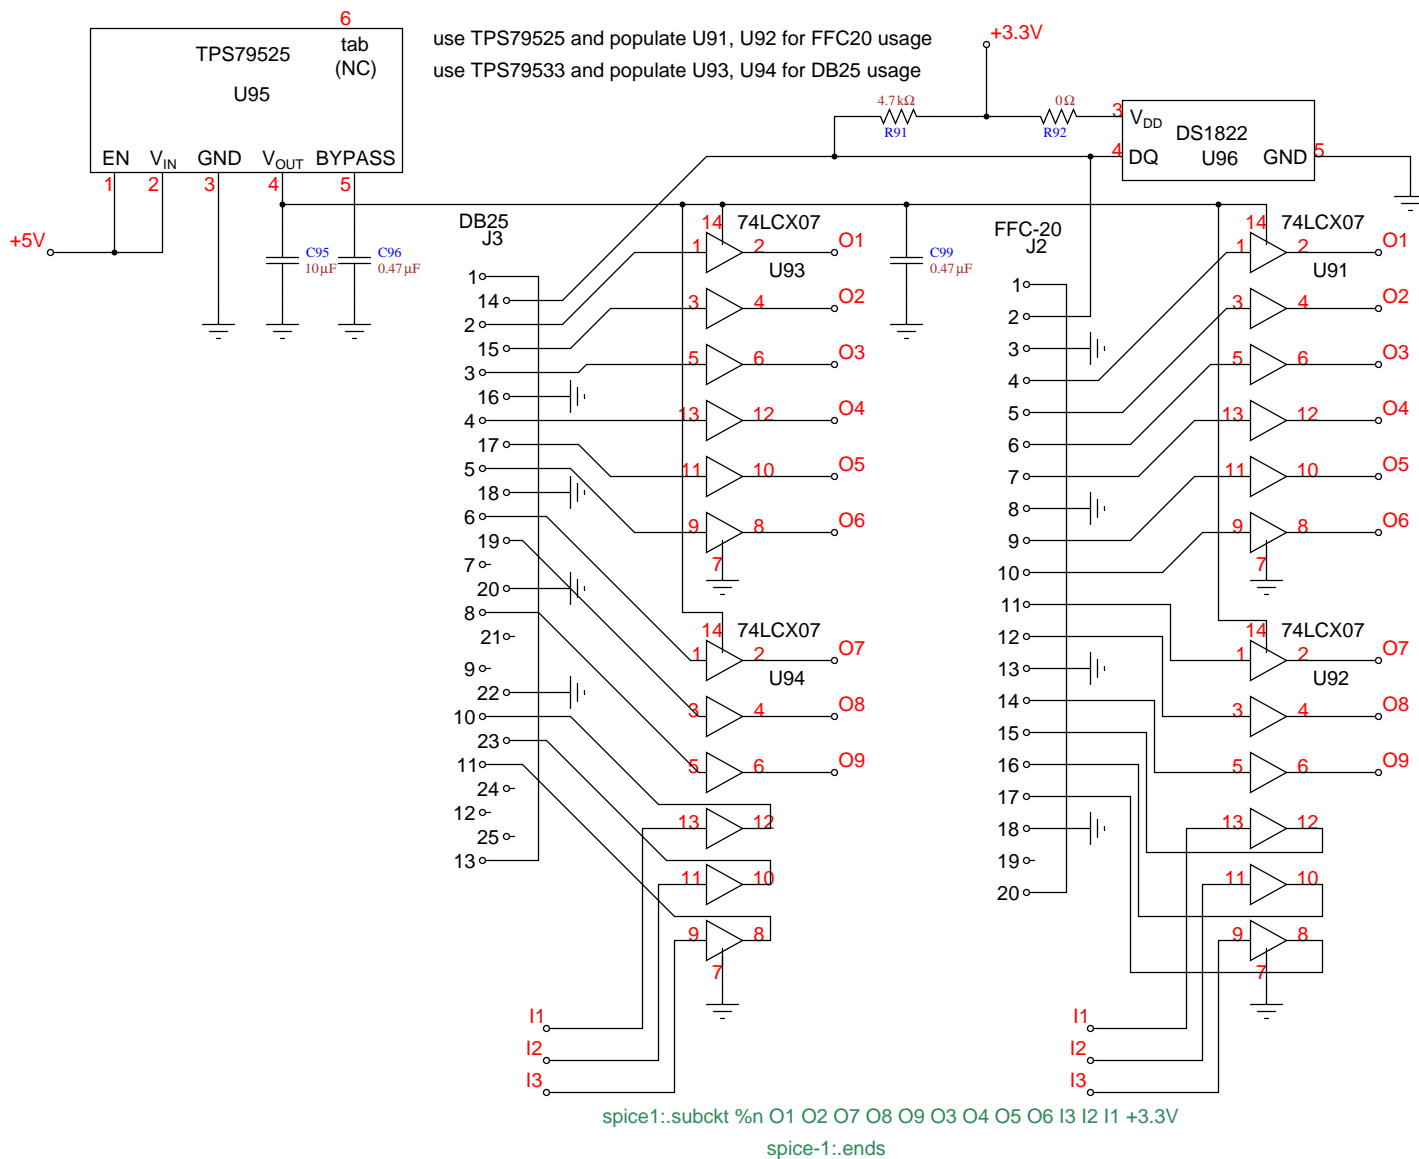 6
TPS79525
tab
(NC)
U95
EN VIN GND VOUT BYPASS
1 2 3 4 5
+5V
C95
10μF
C96
0.47μF
use TPS79525 and populate U91, U92 for FFC20 usage
use TPS79533 and populate U93, U94 for DB25 usage
+3.3V
4.7kΩ
R91
0Ω
R92
3 VDD
DS1822
4 DQ
U96 GND 5
C99
0.47μF
DB25
J3
1
14
2
15
3
16
4
17
5
18
6
19
7
20
8
21
9
22
10
23
11
24
12
25
13
14 74LCX07
1 2 O1
U93
3 4 O2
5 6 O3
13 12 O4
11 10 O5
9 8 O6
7
14 74LCX07
1 2 O7
U94
3 4 O8
5 6 O9
13 12
11 10
9 8
7
I1
I2
I3
FFC-20
J2
1
2
3
4
5
6
7
8
9
10
11
12
13
14
15
16
17
18
19
20
14 74LCX07
1 2 O1
U91
3 4 O2
5 6 O3
13 12 O4
11 10 O5
9 8 O6
7
14 74LCX07
1 2 O7
U92
3 4 O8
5 6 O9
13 12
11 10
9 8
7
I1
I2
I3
spice1:.subckt %n O1 O2 O7 O8 O9 O3 O4 O5 O6 I3 I2 I1 +3.3V
spice-1:.ends